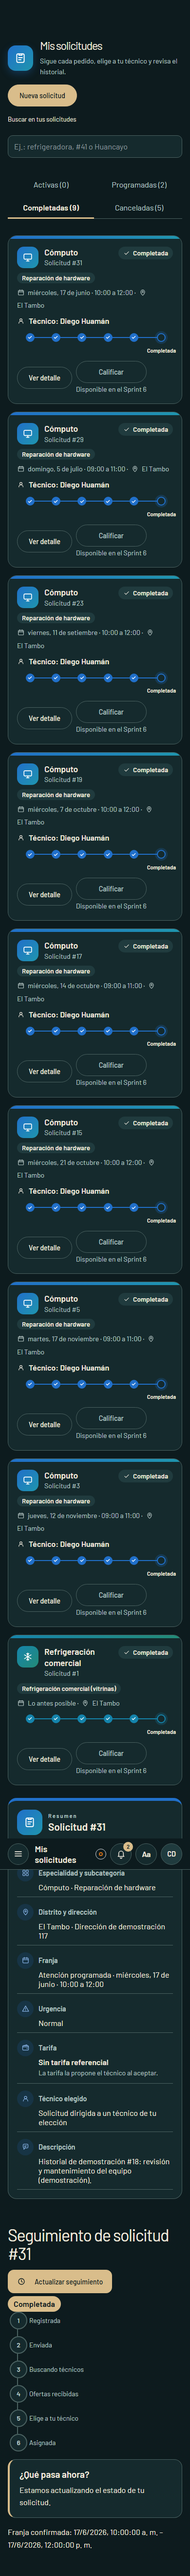 Mis solicitudes
Sigue cada pedido, elige a tu técnico y revisa el
historial.
Nueva solicitud
Buscar en tus solicitudes
Ej.: refrigeradora, #41 o Huancayo
Activas (0)
Programadas (2)
Completadas (9)
Canceladas (5)
Cómputo
Completada
Solicitud #31
Reparación de hardware
miércoles, 17 de junio · 10:00 a 12:00 ·
El Tambo
Técnico: Diego Huamán
Completada
Ver detalle
Calificar
Disponible en el Sprint 6
Cómputo
Completada
Solicitud #29
Reparación de hardware
domingo, 5 de julio · 09:00 a 11:00 · El Tambo
Técnico: Diego Huamán
Completada
Ver detalle
Calificar
Disponible en el Sprint 6
Cómputo
Completada
Solicitud #23
Reparación de hardware
viernes, 11 de setiembre · 10:00 a 12:00 ·
El Tambo
Técnico: Diego Huamán
Completada
Ver detalle
Calificar
Disponible en el Sprint 6
Cómputo
Completada
Solicitud #19
Reparación de hardware
miércoles, 7 de octubre · 10:00 a 12:00 ·
El Tambo
Técnico: Diego Huamán
Completada
Ver detalle
Calificar
Disponible en el Sprint 6
Cómputo
Completada
Solicitud #17
Reparación de hardware
miércoles, 14 de octubre · 09:00 a 11:00 ·
El Tambo
Técnico: Diego Huamán
Completada
Ver detalle
Calificar
Disponible en el Sprint 6
Cómputo
Completada
Solicitud #15
Reparación de hardware
miércoles, 21 de octubre · 10:00 a 12:00 ·
El Tambo
Técnico: Diego Huamán
Completada
Ver detalle
Calificar
Disponible en el Sprint 6
Cómputo
Completada
Solicitud #5
Reparación de hardware
martes, 17 de noviembre · 09:00 a 11:00 ·
El Tambo
Técnico: Diego Huamán
Completada
Ver detalle
Calificar
Disponible en el Sprint 6
Cómputo
Completada
Solicitud #3
Reparación de hardware
jueves, 12 de noviembre · 09:00 a 11:00 ·
El Tambo
Técnico: Diego Huamán
Completada
Ver detalle
Calificar
Disponible en el Sprint 6
Refrigeración
comercial
Completada
Solicitud #1
Refrigeración comercial (vitrinas)
Lo antes posible · El Tambo
Completada
Ver detalle
Calificar
Disponible en el Sprint 6
Resumen
Solicitud #31
Mis
solicitudes
2
Aa
CD
Especialidad y subcategoría
Cómputo · Reparación de hardware
Distrito y dirección
El Tambo · Dirección de demostración
117
Franja
Atención programada · miércoles, 17 de
junio · 10:00 a 12:00
Urgencia
Normal
Tarifa
Sin tarifa referencial
La tarifa la propone el técnico al aceptar.
Técnico elegido
Solicitud dirigida a un técnico de tu
elección
Descripción
Historial de demostración #18: revisión
y mantenimiento del equipo
(demostración).
Seguimiento de solicitud
#31
Actualizar seguimiento
Completada
1 Registrada
2 Enviada
3 Buscando técnicos
4 Ofertas recibidas
5 Elige a tu técnico
6 Asignada
¿Qué pasa ahora?
Estamos actualizando el estado de tu
solicitud.
Franja confirmada: 17/6/2026, 10:00:00 a. m. –
17/6/2026, 12:00:00 p. m.